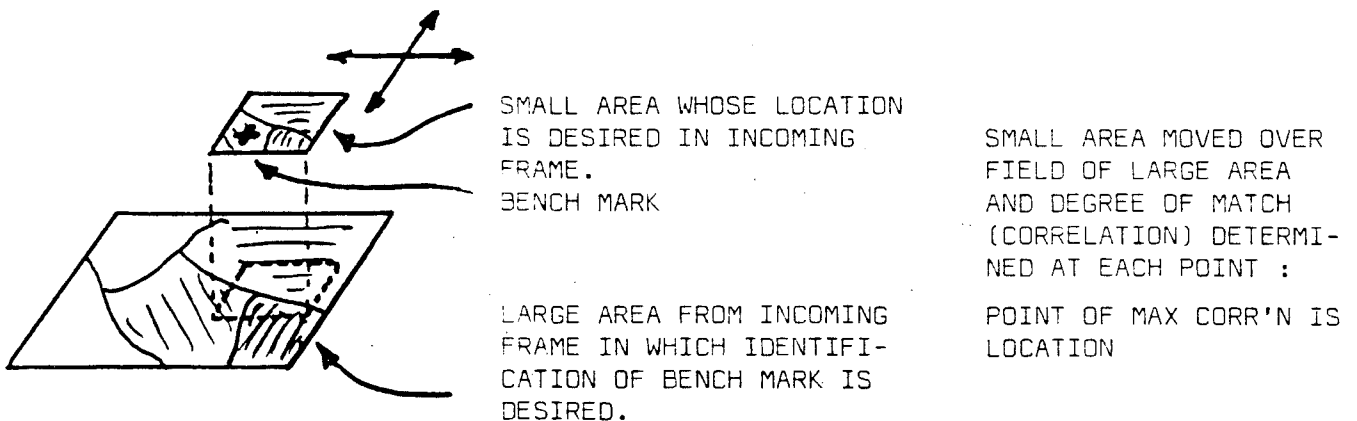 SMALL AREA WHOSE LOCATION
IS DESIRED IN INCOMING
FRAME.
BENCH MARK
LARGE AREA FROM INCOMING
FRAME IN WHICH IDENTIFI-
CATION OF BENCH MARK IS
DESIRED.
SMALL AREA MOVED OVER
FIELD OF LARGE AREA
AND DEGREE OF MATCH
(CORRELATION) DETERMI-
NED AT EACH POINT :
POINT OF MAX CORR'N IS
LOCATION